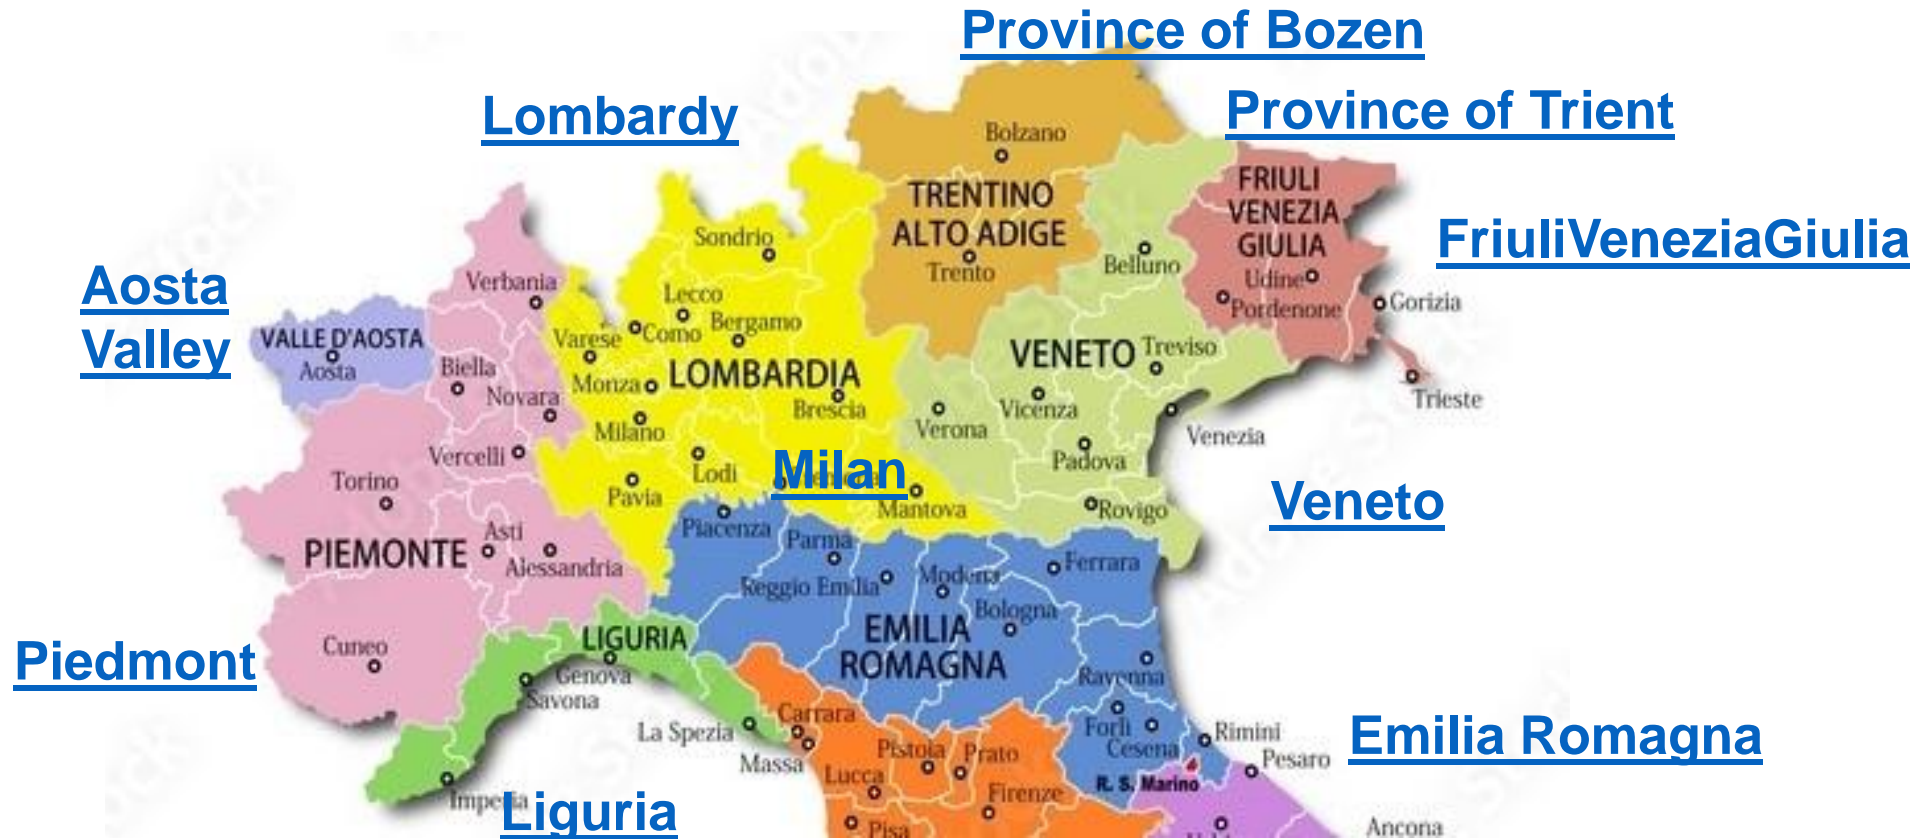 Province of Bozen
Lombardy
Province of Trient
Bolzano
TRENTINO
ALTO ADIGE
Trento
FRIULI
VENEZIA
GIULIA
Udine
Pordenone
FriuliVeneziaGiulia
Gorizia
Trieste
Sondrio
Belluno
Aosta
Valley
Verbania
Lecco
Como
Bergamo
Varese
VALLE D'AOSTA
Aosta
Biella
Novara
Monza
LOMBARDIA
Brescia
VENETO
Treviso
Vicenza
Verona
Venezia
Padova
Milano
Vercelli
Lodi
Milan
Pavia
Mantova
Rovigo
Veneto
Torino
Asti
PIEMONTE
Alessandria
Piacenza
Parma
Reggio Emilia
Modena
Ferrara
Bologna
EMILIA
ROMAGNA
LIGURIA
Piedmont
Cuneo
Genova
Savona
Ravenna
La Spezia
Carrara
Massa
Pistoia
Prato
Lucca
Firenze
Forlì
Cesena
Rimini
R. S. Marino
Pesaro
Emilia Romagna
Imperia
Liguria
Pisa
Ancona